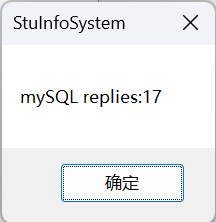 StuInfoSystem
mySQL replies:17
确定